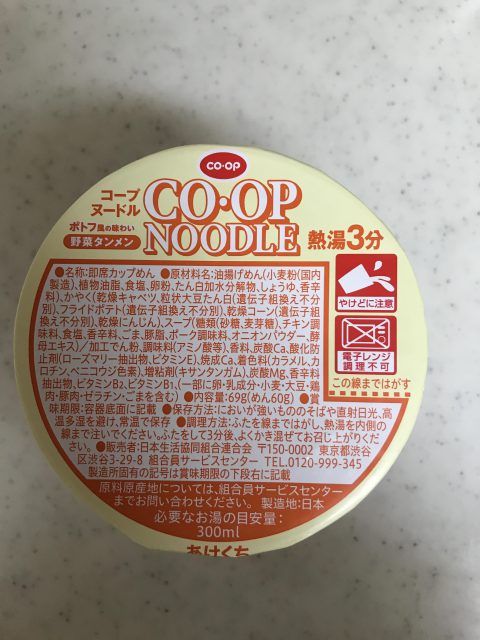 co·op
コープ
ヌードル
CO·OP
NOODLE
ポトフ風の味わい
野菜タンメン
熱湯3分
●名称:即席カップめん ●原材料名:油揚げめん(小麦粉(国内
製造)、植物油脂、食塩、卵粉、たん白加水分解物、しょうゆ、香辛
料)、かやく(乾燥キャベツ、粒状大豆たん白(遺伝子組換え不分
別)、フライドポテト(遺伝子組換え不分別)、乾燥コーン(遺伝子組
換え不分別)、乾燥にんじん)、スープ(糖類(砂糖、麦芽糖)、チキン調
味料、食塩、香辛料、ごま、豚脂、ポーク調味料、オニオンパウダー、酵
母エキス)/加工でん粉、調味料(アミノ酸等)、香料、炭酸Ca、酸化防
止剤(ローズマリー抽出物、ビタミンE)、焼成Ca、着色料(カラメル、カ
ロチン、ベニコウジ色素)、増粘剤(キサンタンガム)、炭酸Mg、香辛料
抽出物、ビタミンB2、ビタミンB1、(一部に卵・乳成分・小麦・大豆・鶏
肉・豚肉・ゼラチン・ごまを含む) ●内容量:69g(めん60g) ●賞
味期限:容器底面に記載 ●保存方法:においが強いもののそばや直射日光、高
温多湿を避け、常温で保存 ●調理方法:ふたを線まではがし、熱湯を内側の
線まで注いでください。ふたをして3分後、よくかき混ぜてお召し上がりくだ
さい。 ●販売者:日本生活協同組合連合会 〒150-0002 東京都渋谷
区渋谷3-29-8 組合員サービスセンター TEL.0120-999-345
製造所固有の記号は賞味期限の下段右に記載
やけどに注意
電子レンジ
調理不可
この線まではがす
原料原産地については、組合員サービスセンター
までお問い合わせください。 製造地:日本
必要なお湯の目安量:
300ml
あけくち